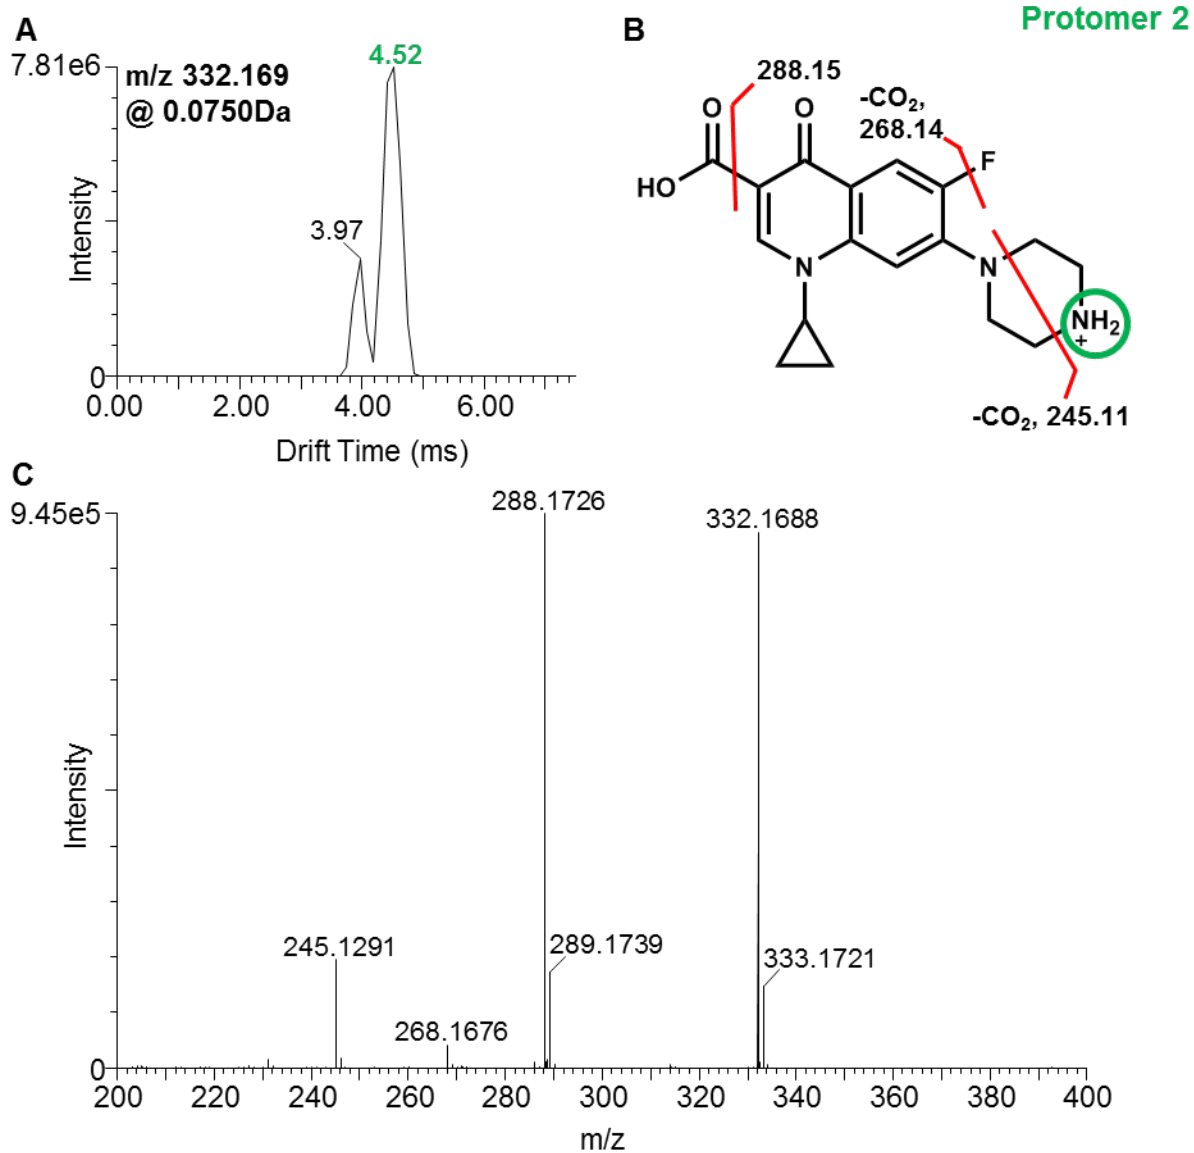 Protomer 2
A
7.81e6
m/z 332.169
@ 0.0750Da
4.52
3.97
Intensity
0
0.00 2.00 4.00 6.00
Drift Time (ms)
B
288.15
-CO₂,
268.14
O O
F
HO
N N
NH₂
+
-CO₂, 245.11
C
9.45e5
288.1726
332.1688
Intensity
245.1291
289.1739
333.1721
268.1676
0
200 220 240 260 280 300 320 340 360 380 400
m/z